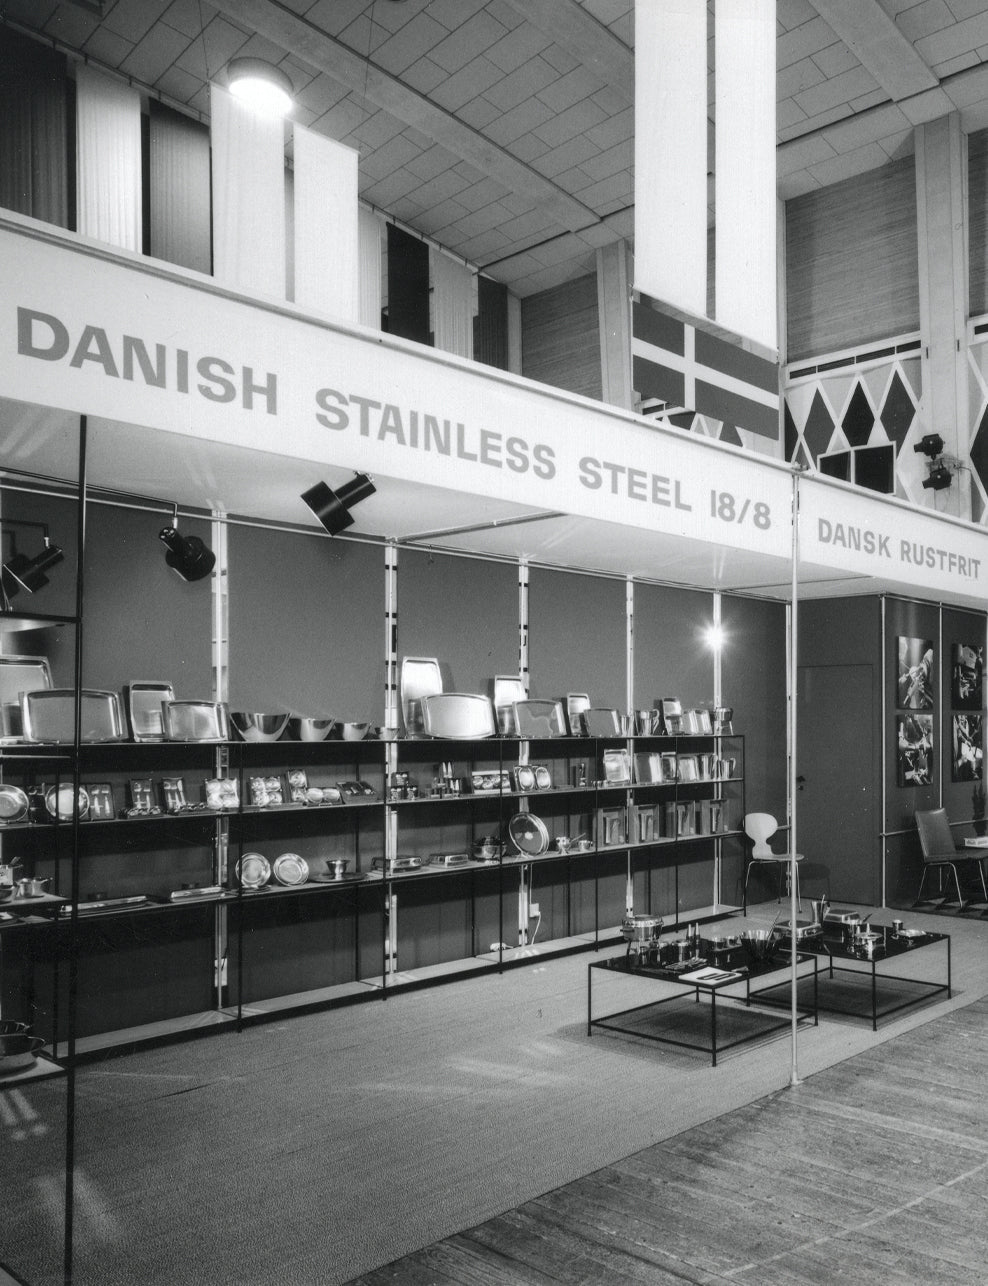 DANISH STAINLESS STEEL 18/8
DANSK RUSTFRIT